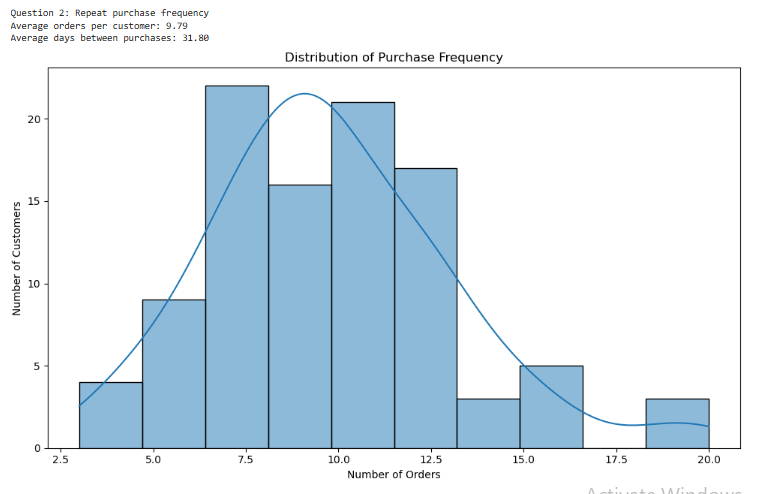 Question 2: Repeat purchase frequency
Average orders per customer: 9.79
Average days between purchases: 31.80
Distribution of Purchase Frequency
20
15
10
5
0
Number of Customers
2.5 5.0 7.5 10.0 12.5 15.0 17.5 20.0
Number of Orders
Activate Windows